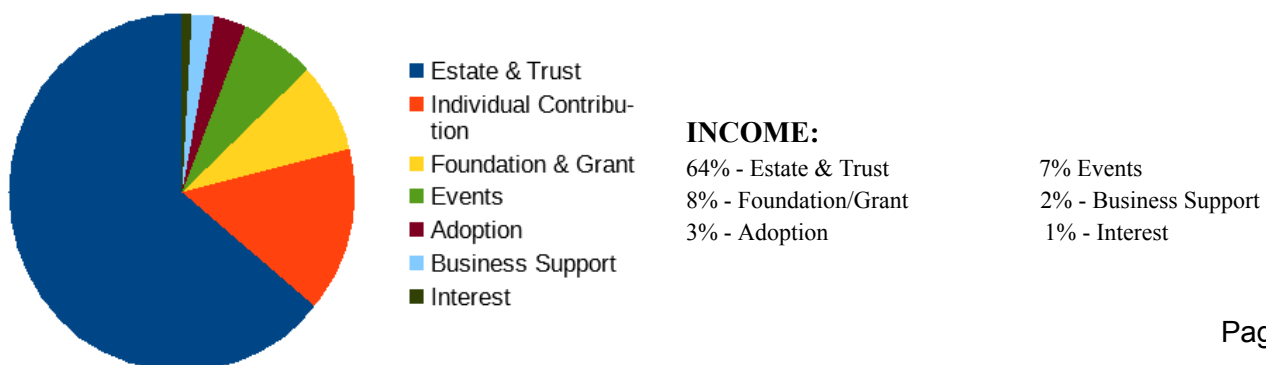 Estate & Trust
Individual Contribu-
tion
Foundation & Grant
Events
Adoption
Business Support
Interest
INCOME:
64% - Estate & Trust 7% Events
8% - Foundation/Grant 2% - Business Support
3% - Adoption 1% - Interest
Pag